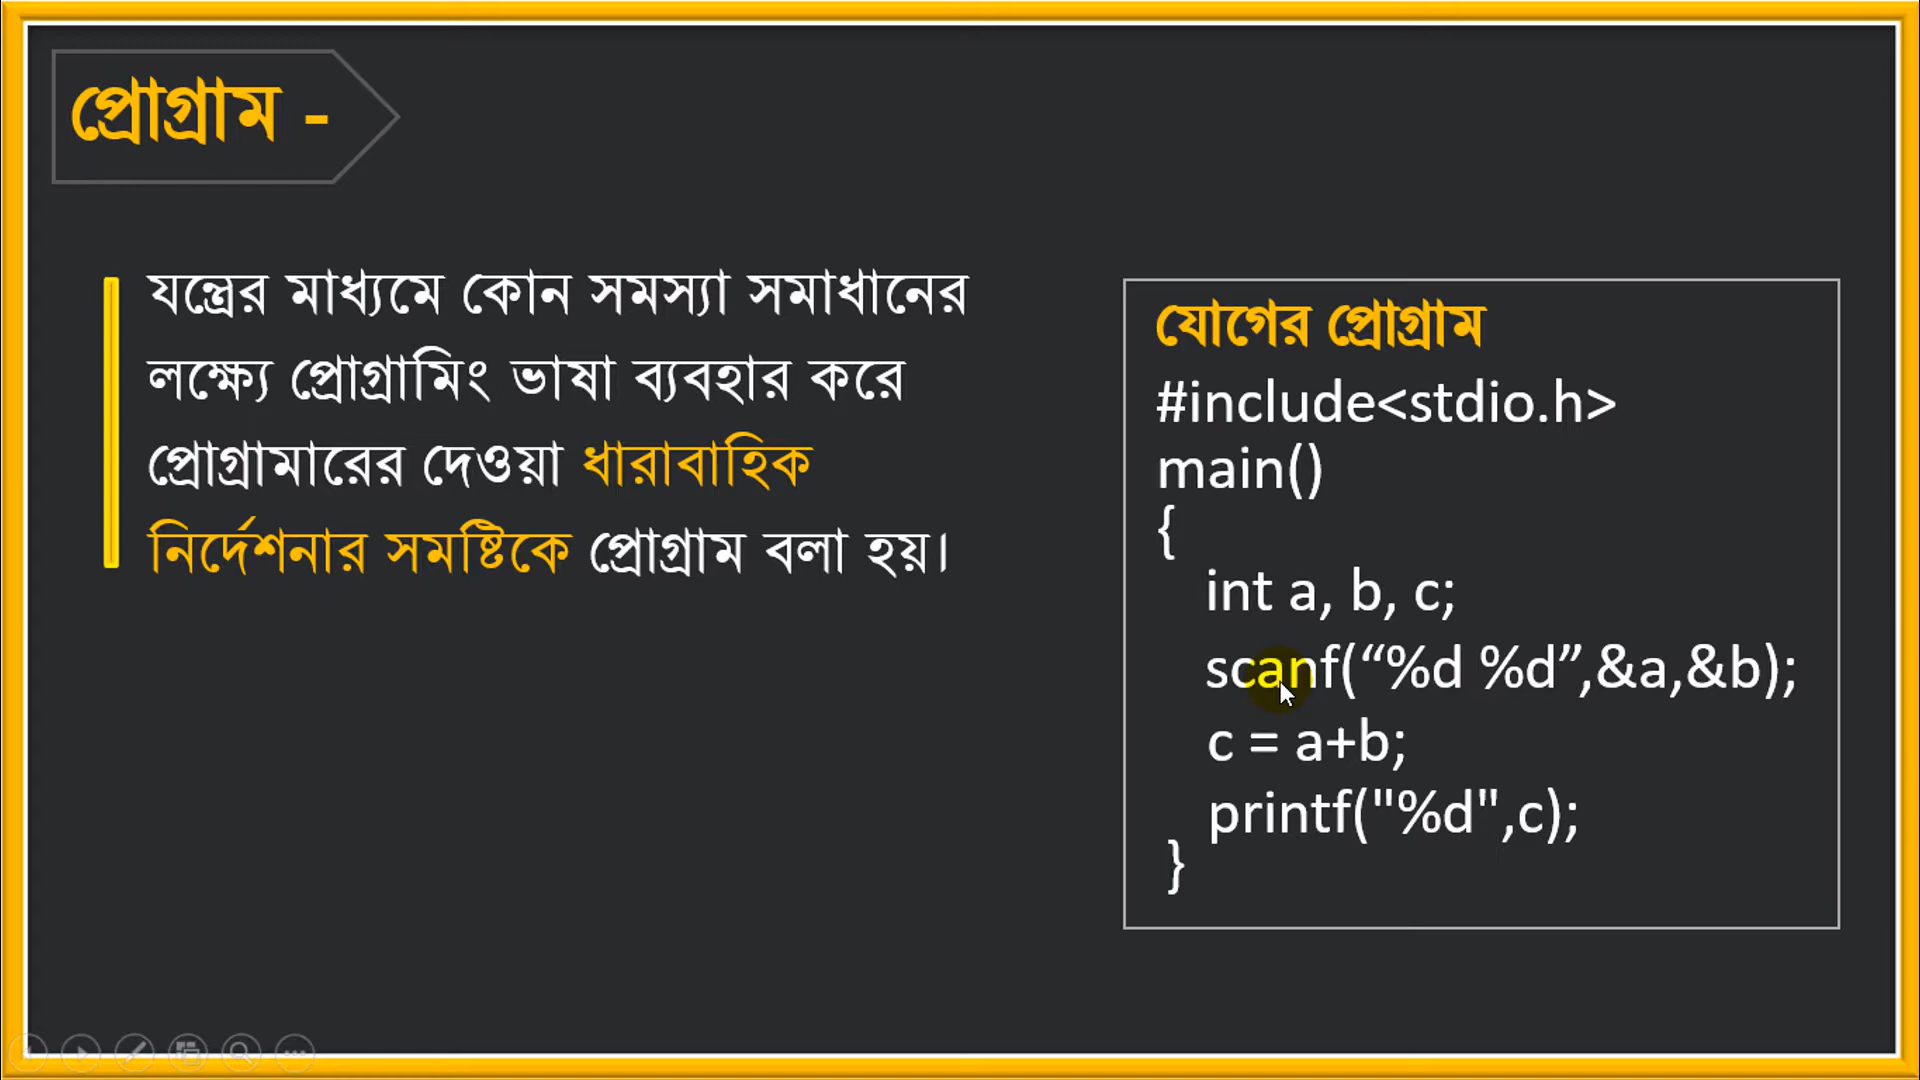 প্রোগ্রাম -
যন্ত্রের মাধ্যমে কোন সমস্যা সমাধানের
লক্ষ্যে প্রোগ্রামিং ভাষা ব্যবহার করে
প্রোগ্রামারের দেওয়া ধারাবাহিক
নির্দেশনার সমষ্টিকে প্রোগ্রাম বলা হয়।
যোগের প্রোগ্রাম
#include<stdio.h>
main()
{
int a, b, c;
scanf(“%d %d”,&a,&b);
c = a+b;
printf("%d",c);
}